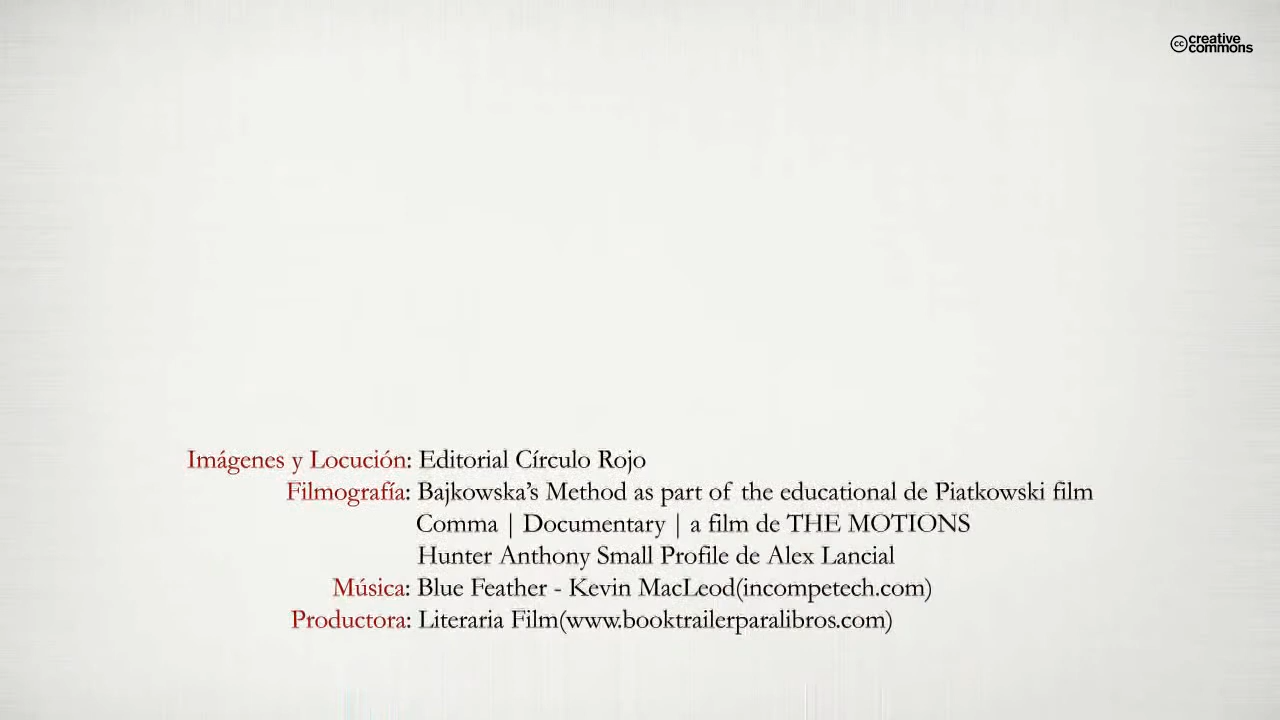 cc creative
commons
Imágenes y Locución: Editorial Círculo Rojo
Filmografía: Bajkowska's Method as part of the educational de Piatkowski film
Comma | Documentary | a film de THE MOTIONS
Hunter Anthony Small Profile de Alex Lancial
Música: Blue Feather - Kevin MacLeod(incompetech.com)
Productora: Literaria Film(www.booktrailerparalibros.com)